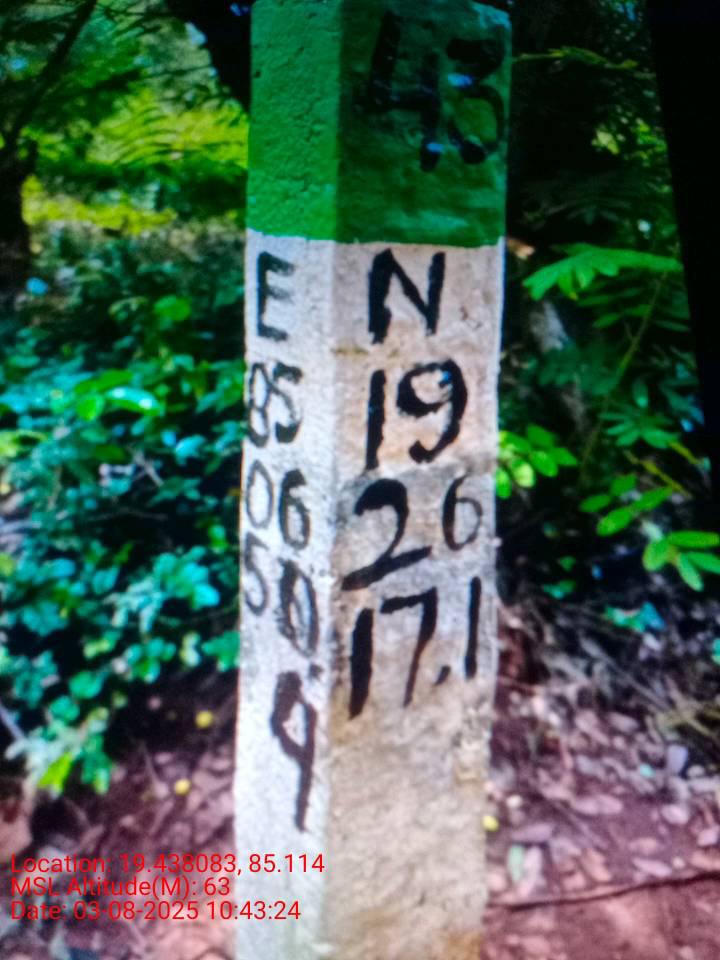 43
E
85
06
50
.9
N
19
26
17.1
Location: 19.438083, 85.114
MSL Altitude(M): 63
Date: 03-08-2025 10:43:24